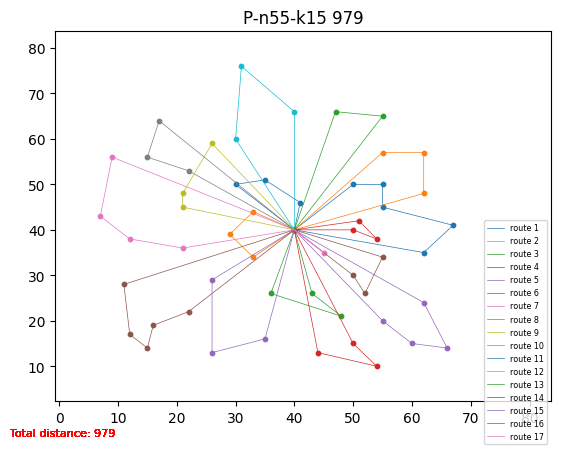 P-n55-k15 979
80
70
60
50
40
30
20
10
0 10 20 30 40 50 60 70
route 1
route 2
route 3
route 4
route 5
route 6
route 7
route 8
route 9
route 10
route 11
route 12
route 13
route 14
route 15
route 16
route 17
Total distance: 979